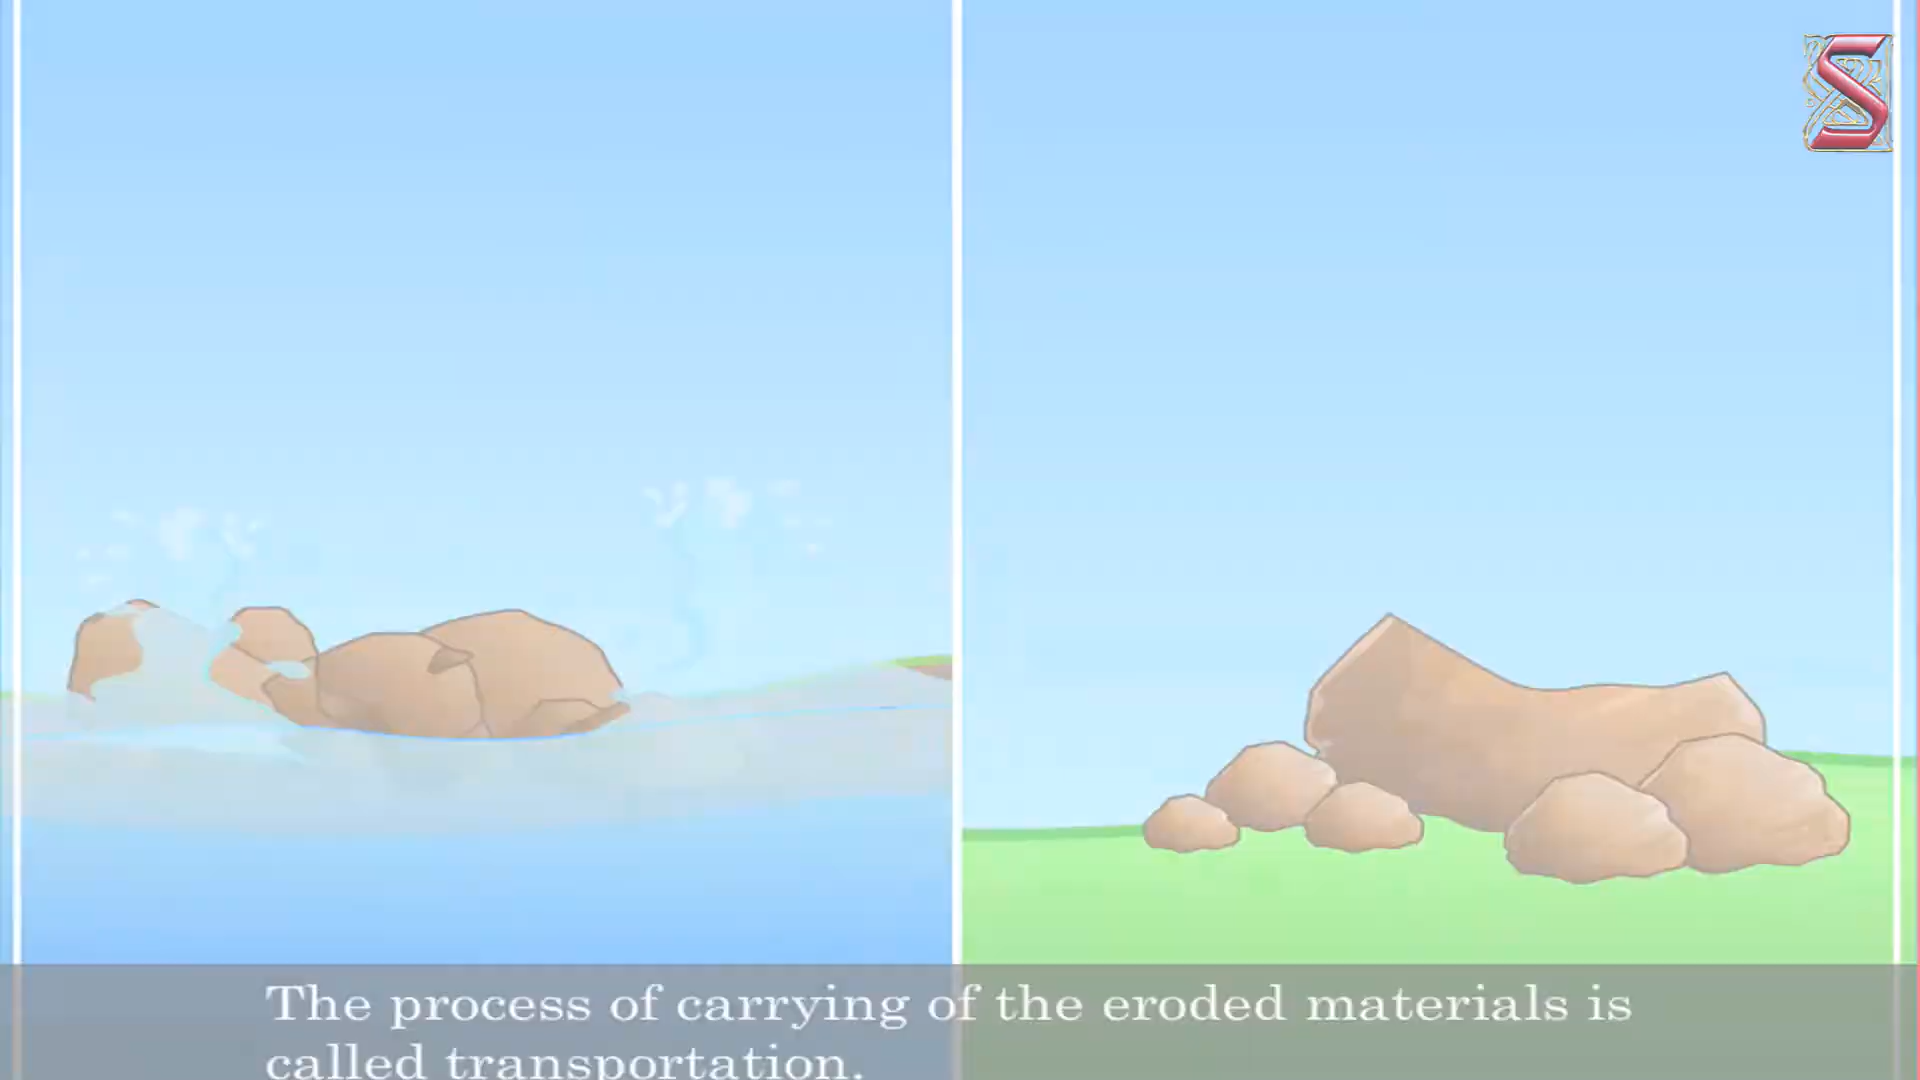 S
The process of carrying of the eroded materials is
called transportation.